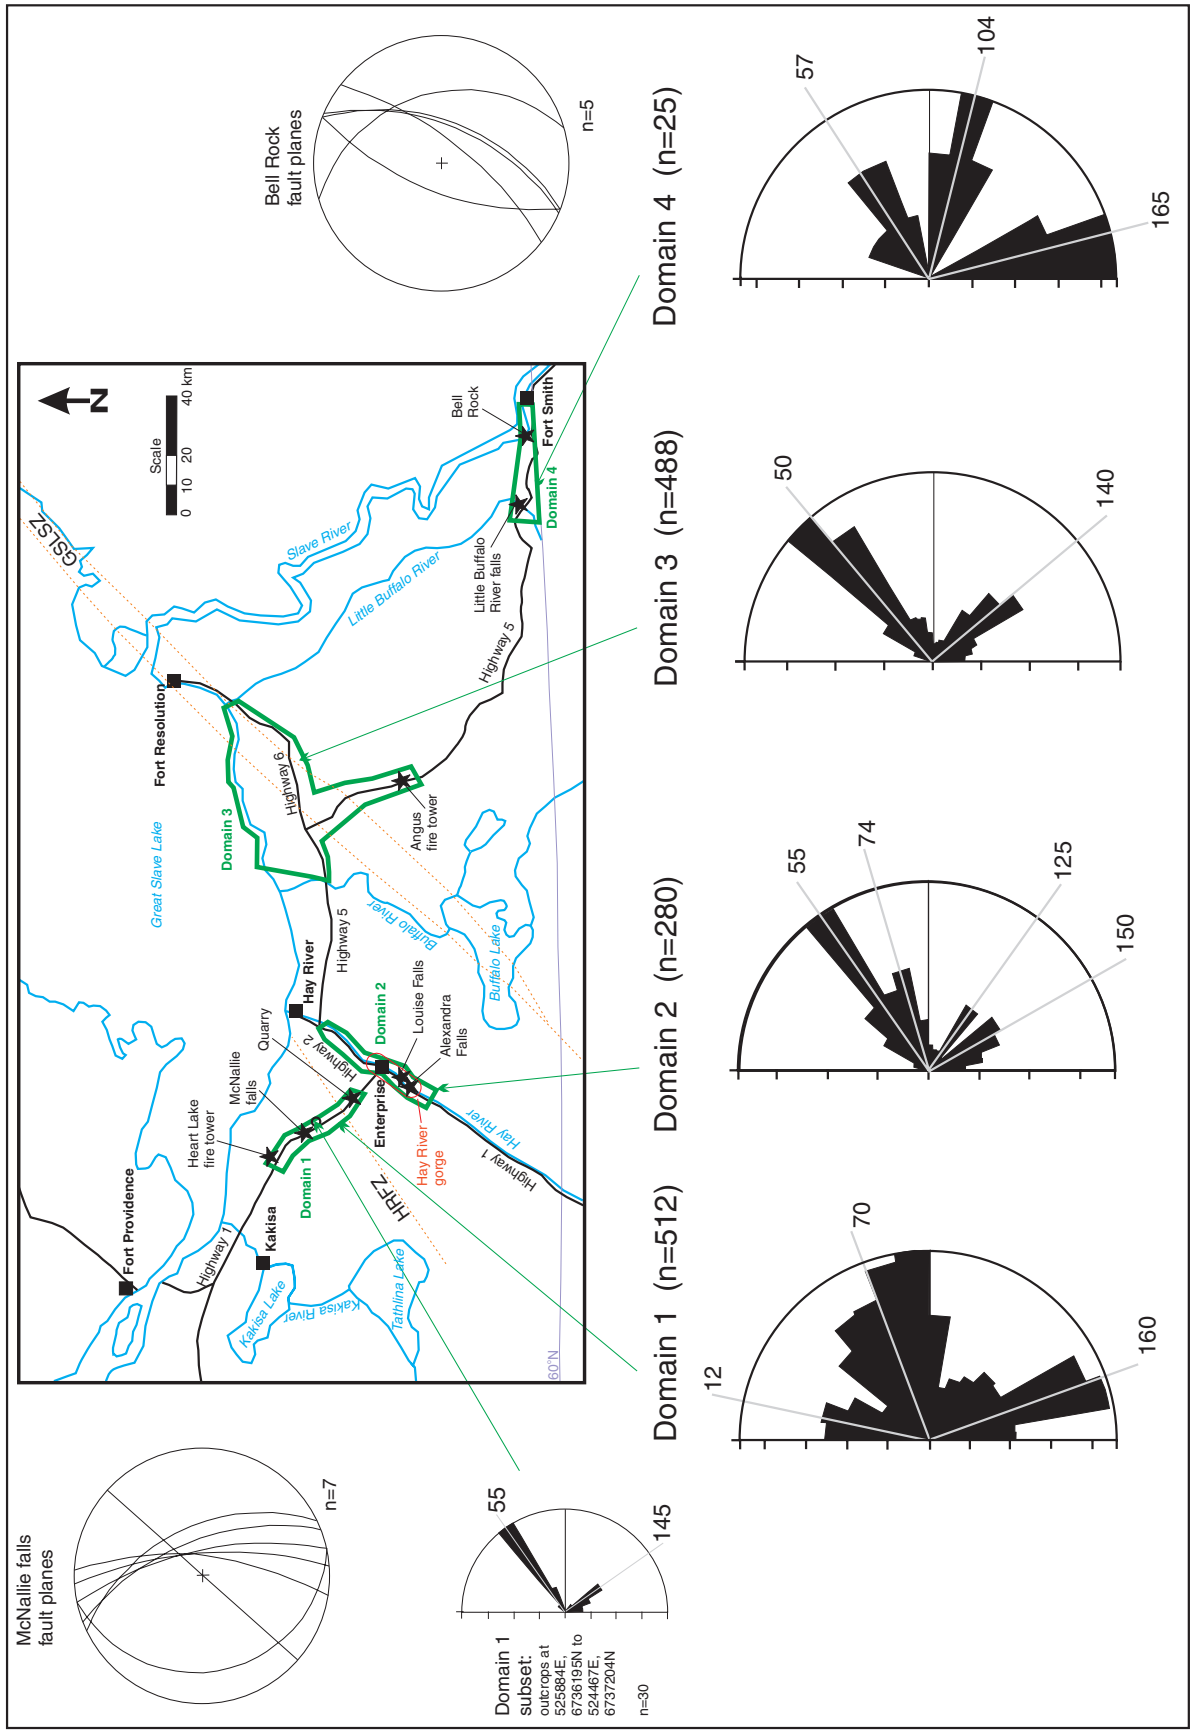 McNallie falls
fault planes
n=7
Bell Rock
fault planes
n=5
N
Scale
0 10 20 40 km
GSLSZ
Fort Providence
Great Slave Lake
Fort Resolution
Slave River
Little Buffalo River
Highway 1
Kakisa
Kakisa Lake
Kakisa River
Tathlina Lake
Heart Lake
fire tower
McNallie
falls
Quarry
Hay River
Domain 1
HRFZ
Highway 2
Enterprise
Domain 2
Louise Falls
Alexandra
Falls
Hay River
gorge
Hay River
Highway 1
Highway 5
Buffalo River
Buffalo Lake
Domain 3
Highway 6
Angus
fire tower
Highway 5
Little Buffalo
River falls
Bell
Rock
Fort Smith
Domain 4
60°N
Domain 1
subset:
outcrops at
525884E,
6736195N to
524467E,
6737204N
n=30
55
145
Domain 1 (n=512)
12
70
160
Domain 2 (n=280)
55
74
125
150
Domain 3 (n=488)
50
140
Domain 4 (n=25)
57
104
165